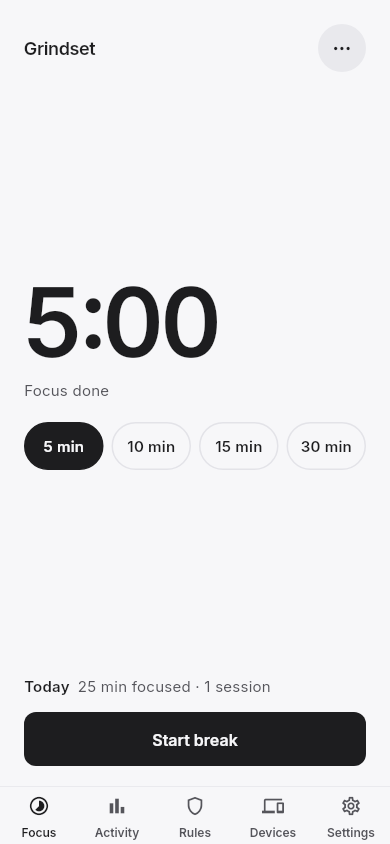 Grindset
5:00
Focus done
5 min 10 min 15 min 30 min
Today 25 min focused · 1 session
Start break
Focus Activity Rules Devices Settings